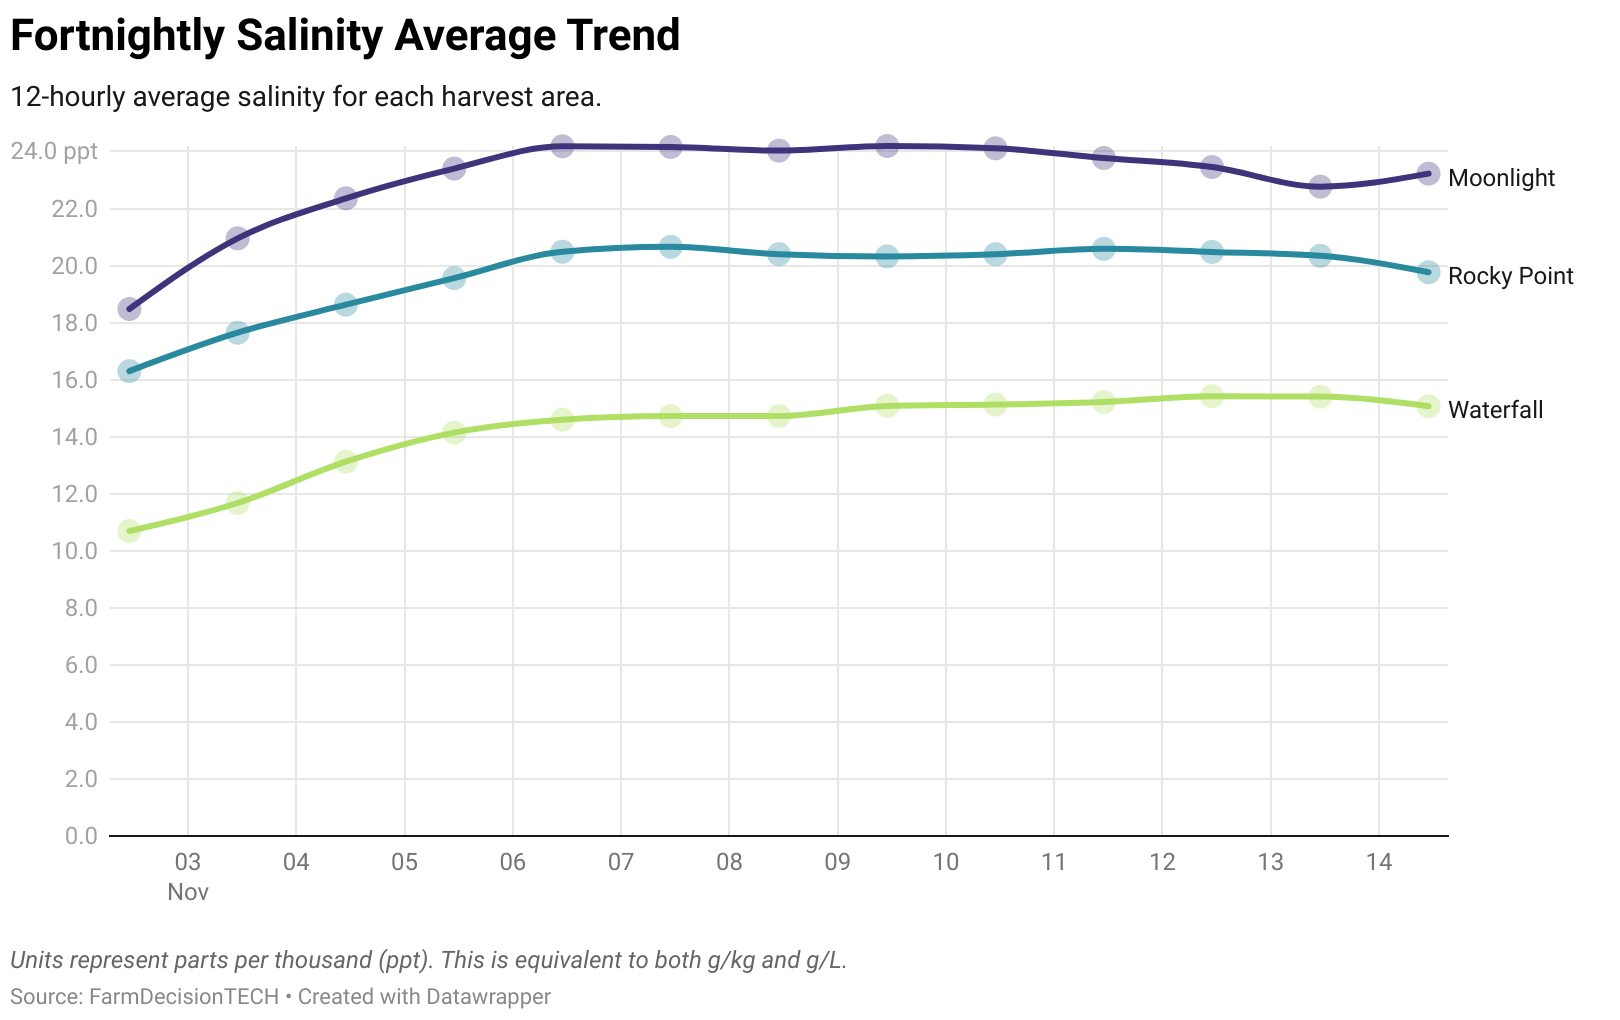 Fortnightly Salinity Average Trend
12-hourly average salinity for each harvest area.
24.0 ppt
22.0
20.0
18.0
16.0
14.0
12.0
10.0
8.0
6.0
4.0
2.0
0.0
Moonlight
Rocky Point
Waterfall
03 04 05 06 07 08 09 10 11 12 13 14
Nov
Units represent parts per thousand (ppt). This is equivalent to both g/kg and g/L.
Source: FarmDecisionTECH • Created with Datawrapper